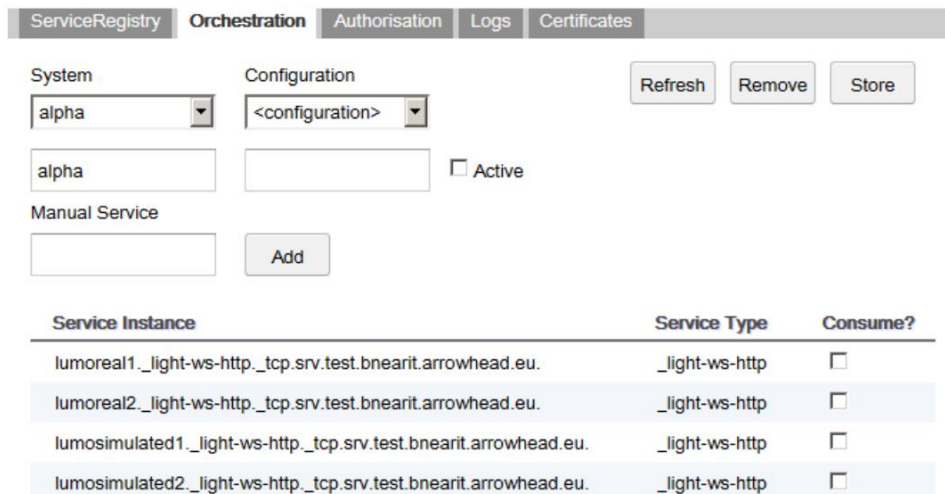 ServiceRegistry Orchestration Authorisation Logs Certificates
System Configuration Refresh Remove Store
alpha <configuration>
alpha Active
Manual Service
Add
Service Instance Service Type Consume?
lumoreal1._light-ws-http._tcp.srv.test.bnearit.arrowhead.eu. _light-ws-http
lumoreal2._light-ws-http._tcp.srv.test.bnearit.arrowhead.eu. _light-ws-http
lumosimulated1._light-ws-http._tcp.srv.test.bnearit.arrowhead.eu. _light-ws-http
lumosimulated2._light-ws-http._tcp.srv.test.bnearit.arrowhead.eu. _light-ws-http